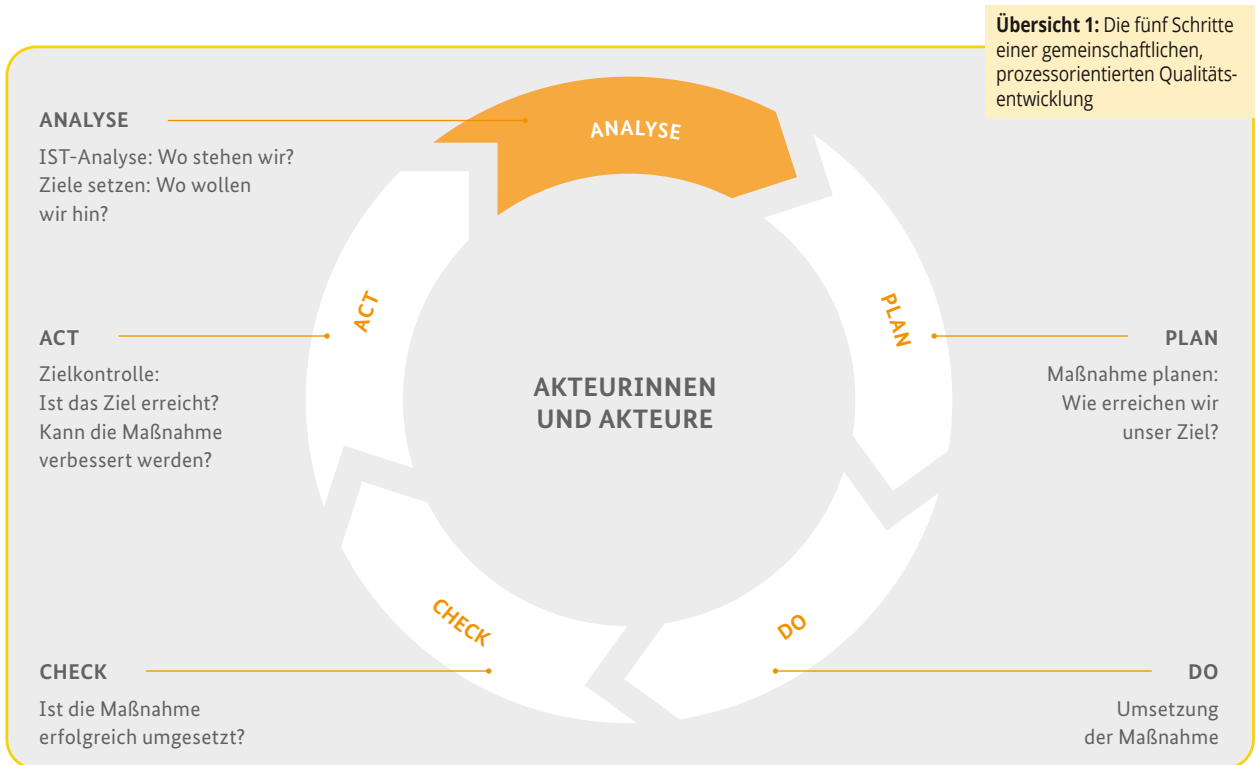 Übersicht 1: Die fünf Schritte
einer gemeinschaftlichen,
prozessorientierten Qualitäts-
entwicklung
ANALYSE
IST-Analyse: Wo stehen wir?
Ziele setzen: Wo wollen
wir hin?
ANALYSE
PLAN
PLAN
Maßnahme planen:
Wie erreichen wir
unser Ziel?
DO
DO
Umsetzung
der Maßnahme
CHECK
CHECK
Ist die Maßnahme
erfolgreich umgesetzt?
ACT
ACT
Zielkontrolle:
Ist das Ziel erreicht?
Kann die Maßnahme
verbessert werden?
AKTEURINNEN
UND AKTEURE